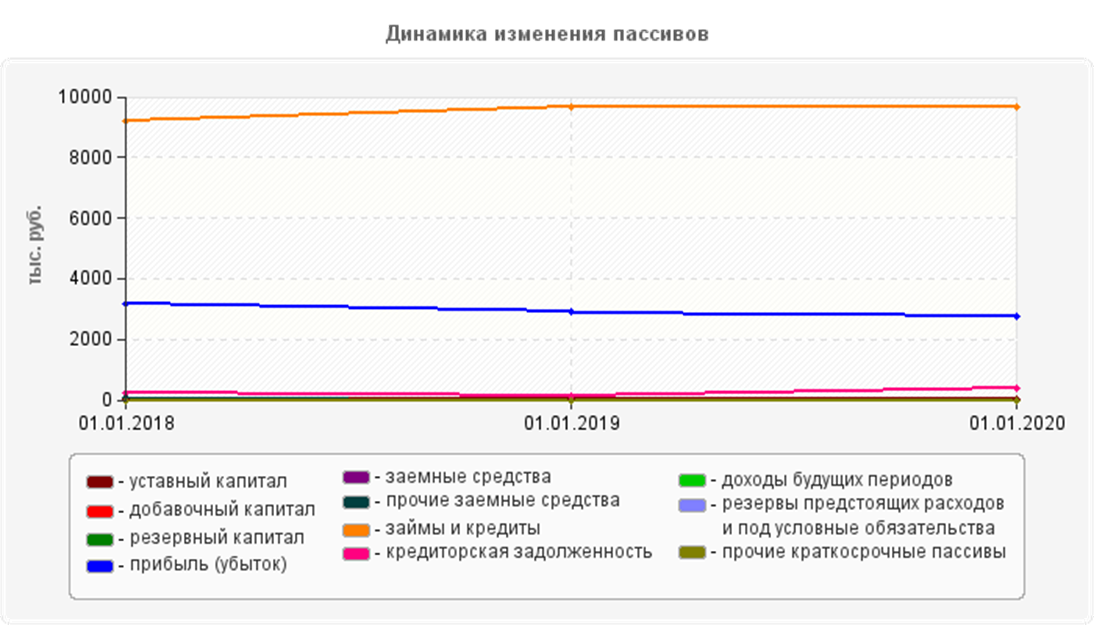 Динамика изменения пассивов
тыс. руб.
10000
8000
6000
4000
2000
0
01.01.2018
01.01.2019
01.01.2020
- уставный капитал
- добавочный капитал
- резервный капитал
- прибыль (убыток)
- заемные средства
- прочие заемные средства
- займы и кредиты
- кредиторская задолженность
- доходы будущих периодов
- резервы предстоящих расходов
и под условные обязательства
- прочие краткосрочные пассивы